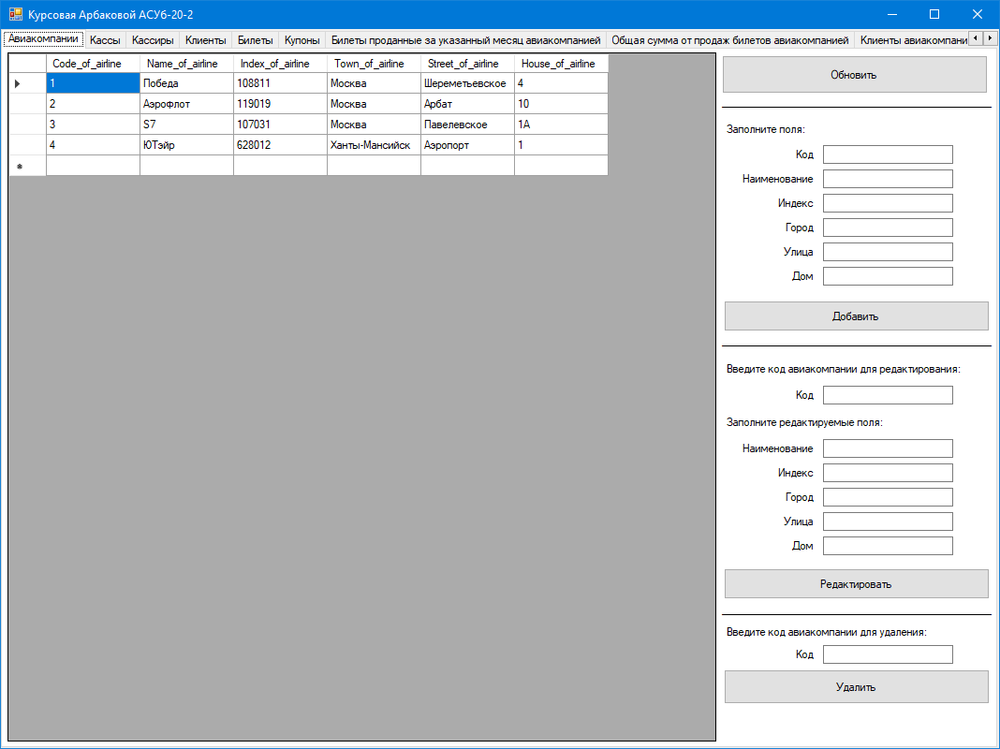 Курсовая Арбаковой АСУб-20-2
Авиакомпании Кассы Кассиры Клиенты Билеты Купоны Билеты проданные за указанный месяц авиакомпанией Общая сумма от продаж билетов авиакомпанией Клиенты авиакомпани
Code_of_airline Name_of_airline Index_of_airline Town_of_airline Street_of_airline House_of_airline
1 Победа 108811 Москва Шереметьевское 4
2 Аэрофлот 119019 Москва Арбат 10
3 S7 107031 Москва Павелевское 1А
4 ЮТэйр 628012 Ханты-Мансийск Аэропорт 1
Обновить
Заполните поля:
Код
Наименование
Индекс
Город
Улица
Дом
Добавить
Введите код авиакомпании для редактирования:
Код
Заполните редактируемые поля:
Наименование
Индекс
Город
Улица
Дом
Редактировать
Введите код авиакомпании для удаления:
Код
Удалить